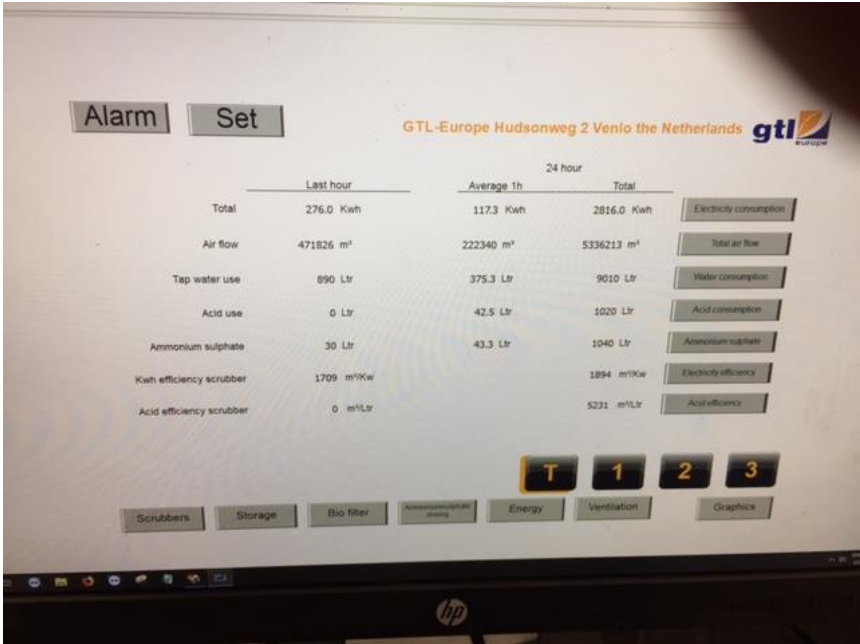 Alarm Set
GTL-Europe Hudsonweg 2 Venlo the Netherlands gtl europe
24 hour
Last hour Average 1h Total
Total 276.0 Kwh 117.3 Kwh 2816.0 Kwh Electricity consumption
Air flow 471826 m³ 222340 m³ 5336213 m³ Total air flow
Tap water use 890 Ltr 375.3 Ltr 9010 Ltr Water consumption
Acid use 0 Ltr 42.5 Ltr 1020 Ltr Acid consumption
Ammonium sulphate 30 Ltr 43.3 Ltr 1040 Ltr Ammonium sulphate
Kwh efficiency scrubber 1709 m³/Kw 1894 m³/Kw Electricity efficiency
Acid efficiency scrubber 0 m³/Ltr 5231 m³/Ltr Acid efficiency
T 1 2 3
Scrubbers Storage Bio filter Energy Ventilation Graphics
hp